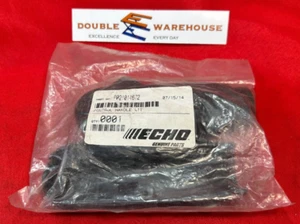 DOUBLE WAREHOUSE
EXCELLENCE EVERY DAY
07/15/14
0001
ECHO
GENUINE PARTS